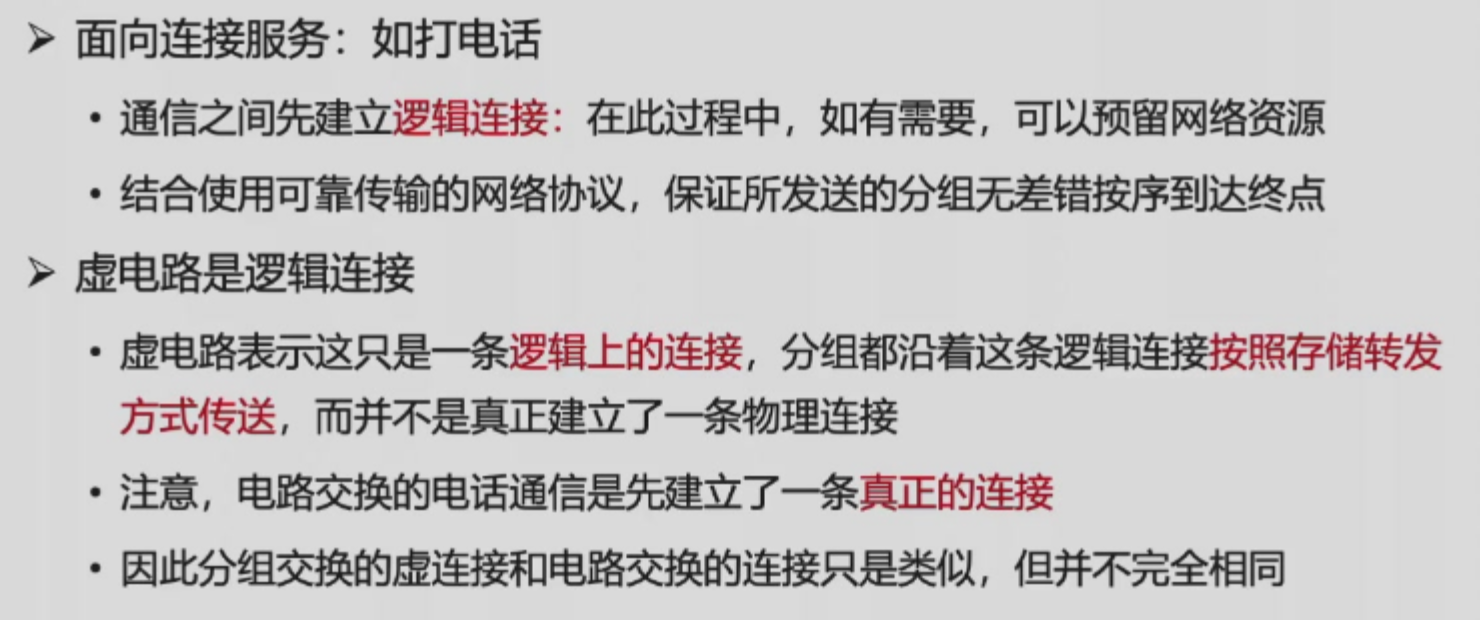 ➢ 面向连接服务：如打电话
• 通信之间先建立逻辑连接：在此过程中，如有需要，可以预留网络资源
• 结合使用可靠传输的网络协议，保证所发送的分组无差错按序到达终点
➢ 虚电路是逻辑连接
• 虚电路表示这只是一条逻辑上的连接，分组都沿着这条逻辑连接按照存储转发
方式传送，而并不是真正建立了一条物理连接
• 注意，电路交换的电话通信是先建立了一条真正的连接
• 因此分组交换的虚连接和电路交换的连接只是类似，但并不完全相同